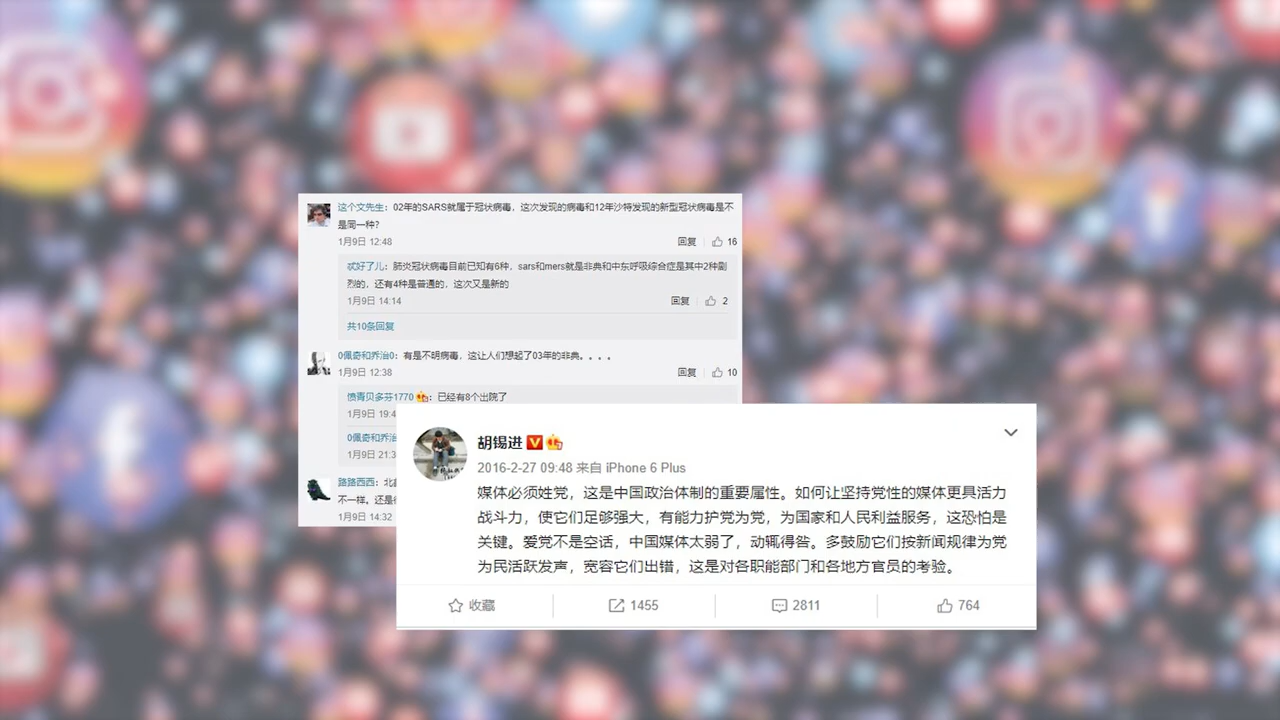 这个文先生：02年的SARS就属于冠状病毒，这次发现的病毒和12年沙特发现的新型冠状病毒是不
是同一种？
1月9日 12:48 回复 16
忒好了儿：肺炎冠状病毒目前已知有6种，sars和mers就是非典和中东呼吸综合症是其中2种剧
烈的，还有4种是普通的，这次又是新的
1月9日 14:14 回复 2
共10条回复
0佩奇和乔治0：有是不明病毒，这让人们想起了03年的非典。。。。
1月9日 12:38 回复 10
愤青贝多芬1770：已经有8个出院了
1月9日 19:4
0佩奇和乔治
1月9日 21:3
路路西西：北
不一样。还是
1月9日 14:32
胡锡进
2016-2-27 09:48 来自 iPhone 6 Plus
媒体必须姓党，这是中国政治体制的重要属性。如何让坚持党性的媒体更具活力
战斗力，使它们足够强大，有能力护党为党，为国家和人民利益服务，这恐怕是
关键。爱党不是空话，中国媒体太弱了，动辄得咎。多鼓励它们按新闻规律为党
为民活跃发声，宽容它们出错，这是对各职能部门和各地方官员的考验。
收藏 1455 2811 764